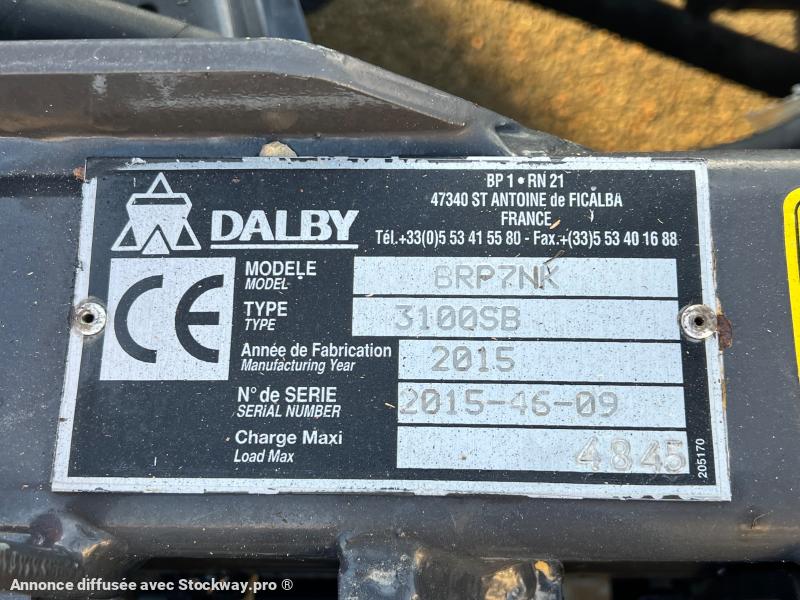 BP 1 • RN 21
47340 ST ANTOINE de FICALBA
FRANCE
Tél.+33(0)5 53 41 55 80 - Fax.+(33)5 53 40 16 88
DALBY
CE
MODELE BRP7NK
MODEL
TYPE 3100SB
TYPE
Année de Fabrication 2015
Manufacturing Year
N° de SERIE 2015-46-09
SERIAL NUMBER
Charge Maxi 4845
Load Max
205170
Annonce diffusée avec Stockway.pro ®